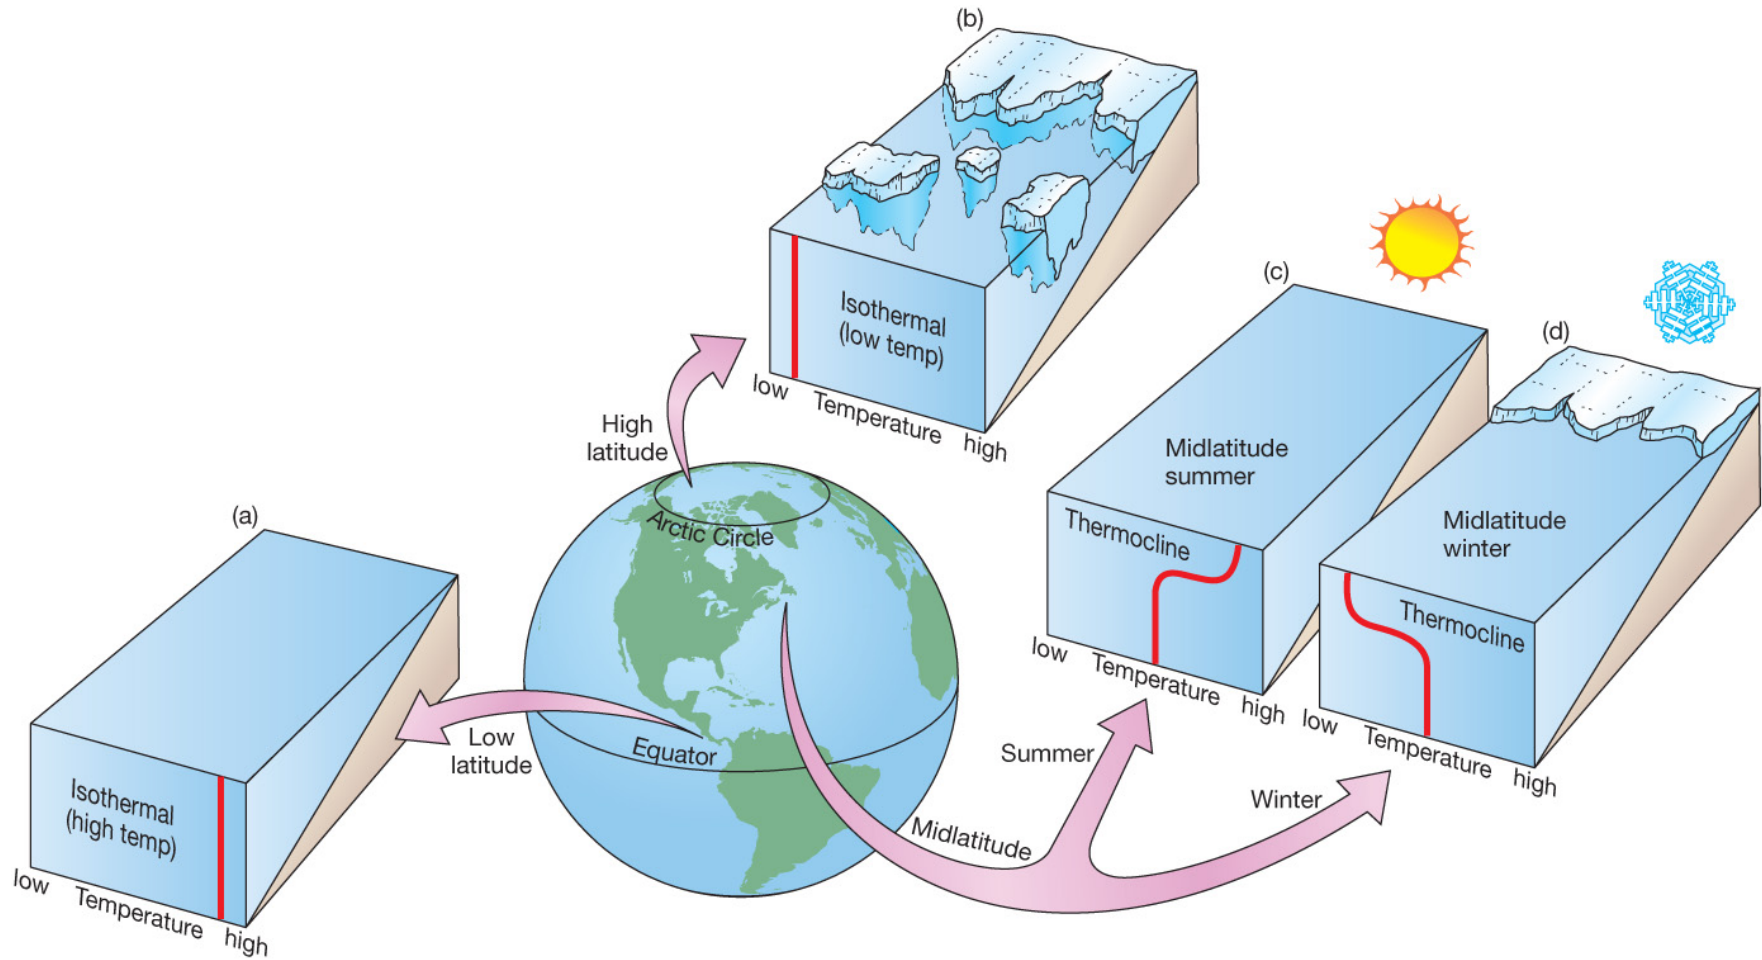 (a)
Isothermal
(high temp)
low Temperature high
Low
latitude
Equator
Arctic Circle
High
latitude
(b)
Isothermal
(low temp)
low Temperature high
Midlatitude
Summer
Winter
(c)
Midlatitude
summer
Thermocline
low Temperature high
(d)
Midlatitude
winter
Thermocline
low Temperature high